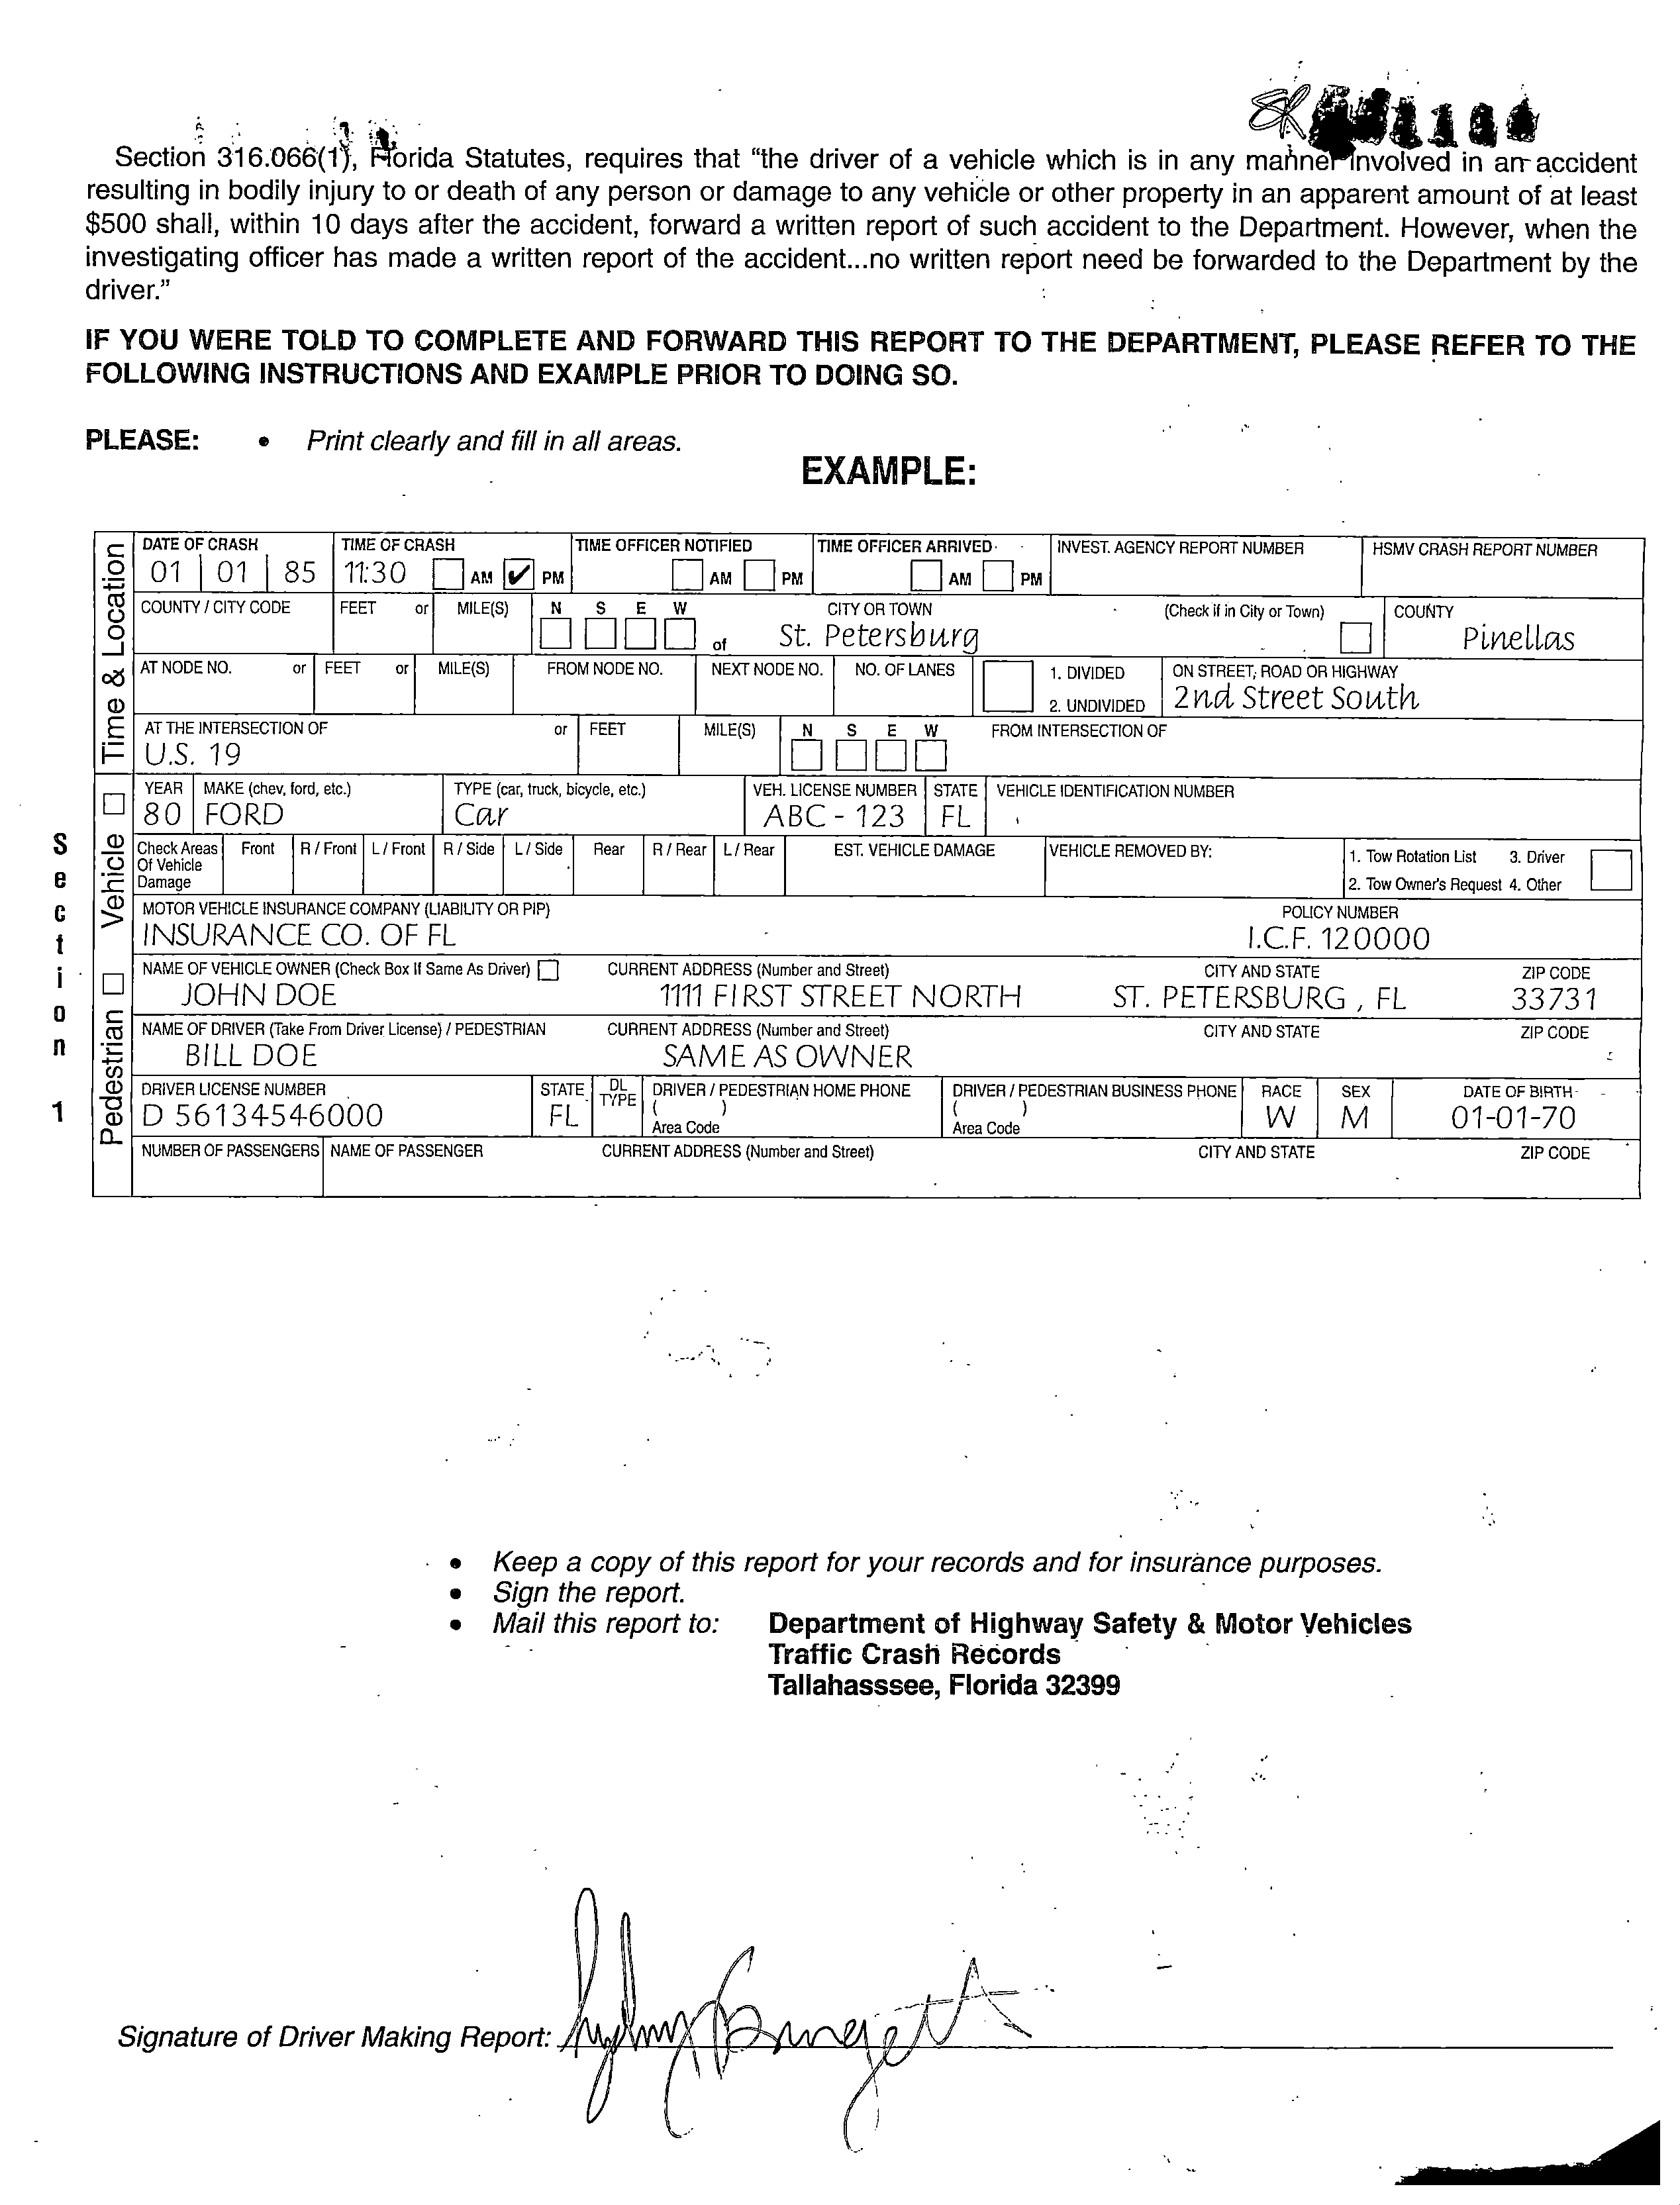 Section 316.066(1), Florida Statutes, requires that “the driver of a vehicle which is in any manner involved in an accident
resulting in bodily injury to or death of any person or damage to any vehicle or other property in an apparent amount of at least
$500 shall, within 10 days after the accident, forward a written report of such accident to the Department. However, when the
investigating officer has made a written report of the accident...no written report need be forwarded to the Department by the
driver.”
IF YOU WERE TOLD TO COMPLETE AND FORWARD THIS REPORT TO THE DEPARTMENT, PLEASE REFER TO THE
FOLLOWING INSTRUCTIONS AND EXAMPLE PRIOR TO DOING SO.
PLEASE: • Print clearly and fill in all areas.
EXAMPLE:
Section 1
Time & Location
DATE OF CRASH TIME OF CRASH TIME OFFICER NOTIFIED TIME OFFICER ARRIVED INVEST. AGENCY REPORT NUMBER HSMV CRASH REPORT NUMBER
01 01 85 11:30 AM ✔ PM AM PM AM PM
COUNTY / CITY CODE FEET or MILE(S) N S E W of CITY OR TOWN (Check if in City or Town) COUNTY
St. Petersburg Pinellas
AT NODE NO. or FEET or MILE(S) FROM NODE NO. NEXT NODE NO. NO. OF LANES 1. DIVIDED ON STREET, ROAD OR HIGHWAY
2. UNDIVIDED 2nd Street South
AT THE INTERSECTION OF or FEET MILE(S) N S E W FROM INTERSECTION OF
U.S. 19
Pedestrian Vehicle
YEAR MAKE (chev, ford, etc.) TYPE (car, truck, bicycle, etc.) VEH. LICENSE NUMBER STATE VEHICLE IDENTIFICATION NUMBER
80 FORD Car ABC - 123 FL
Check Areas Front R / Front L / Front R / Side L / Side Rear R / Rear L / Rear EST. VEHICLE DAMAGE VEHICLE REMOVED BY: 1. Tow Rotation List 3. Driver
Of Vehicle
Damage 2. Tow Owner's Request 4. Other
MOTOR VEHICLE INSURANCE COMPANY (LIABILITY OR PIP) POLICY NUMBER
INSURANCE CO. OF FL I.C.F. 120000
NAME OF VEHICLE OWNER (Check Box If Same As Driver) CURRENT ADDRESS (Number and Street) CITY AND STATE ZIP CODE
JOHN DOE 1111 FIRST STREET NORTH ST. PETERSBURG , FL 33731
NAME OF DRIVER (Take From Driver License) / PEDESTRIAN CURRENT ADDRESS (Number and Street) CITY AND STATE ZIP CODE
BILL DOE SAME AS OWNER
DRIVER LICENSE NUMBER STATE DL TYPE DRIVER / PEDESTRIAN HOME PHONE DRIVER / PEDESTRIAN BUSINESS PHONE RACE SEX DATE OF BIRTH
D 56134546000 FL ( ) ( ) W M 01-01-70
Area Code Area Code
NUMBER OF PASSENGERS NAME OF PASSENGER CURRENT ADDRESS (Number and Street) CITY AND STATE ZIP CODE
• Keep a copy of this report for your records and for insurance purposes.
• Sign the report.
• Mail this report to: Department of Highway Safety & Motor Vehicles
Traffic Crash Records
Tallahasssee, Florida 32399
Signature of Driver Making Report: